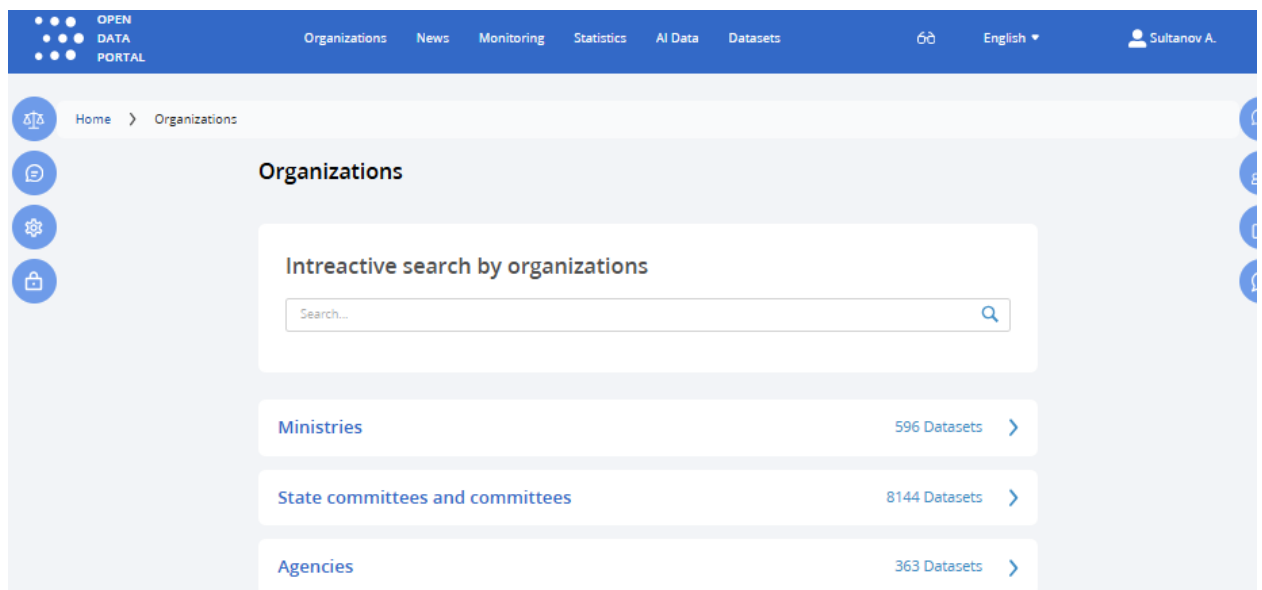 OPEN
DATA
PORTAL
Organizations News Monitoring Statistics AI Data Datasets English Sultanov A.
Home Organizations
Organizations
Intreactive search by organizations
Search...
Ministries 596 Datasets
State committees and committees 8144 Datasets
Agencies 363 Datasets